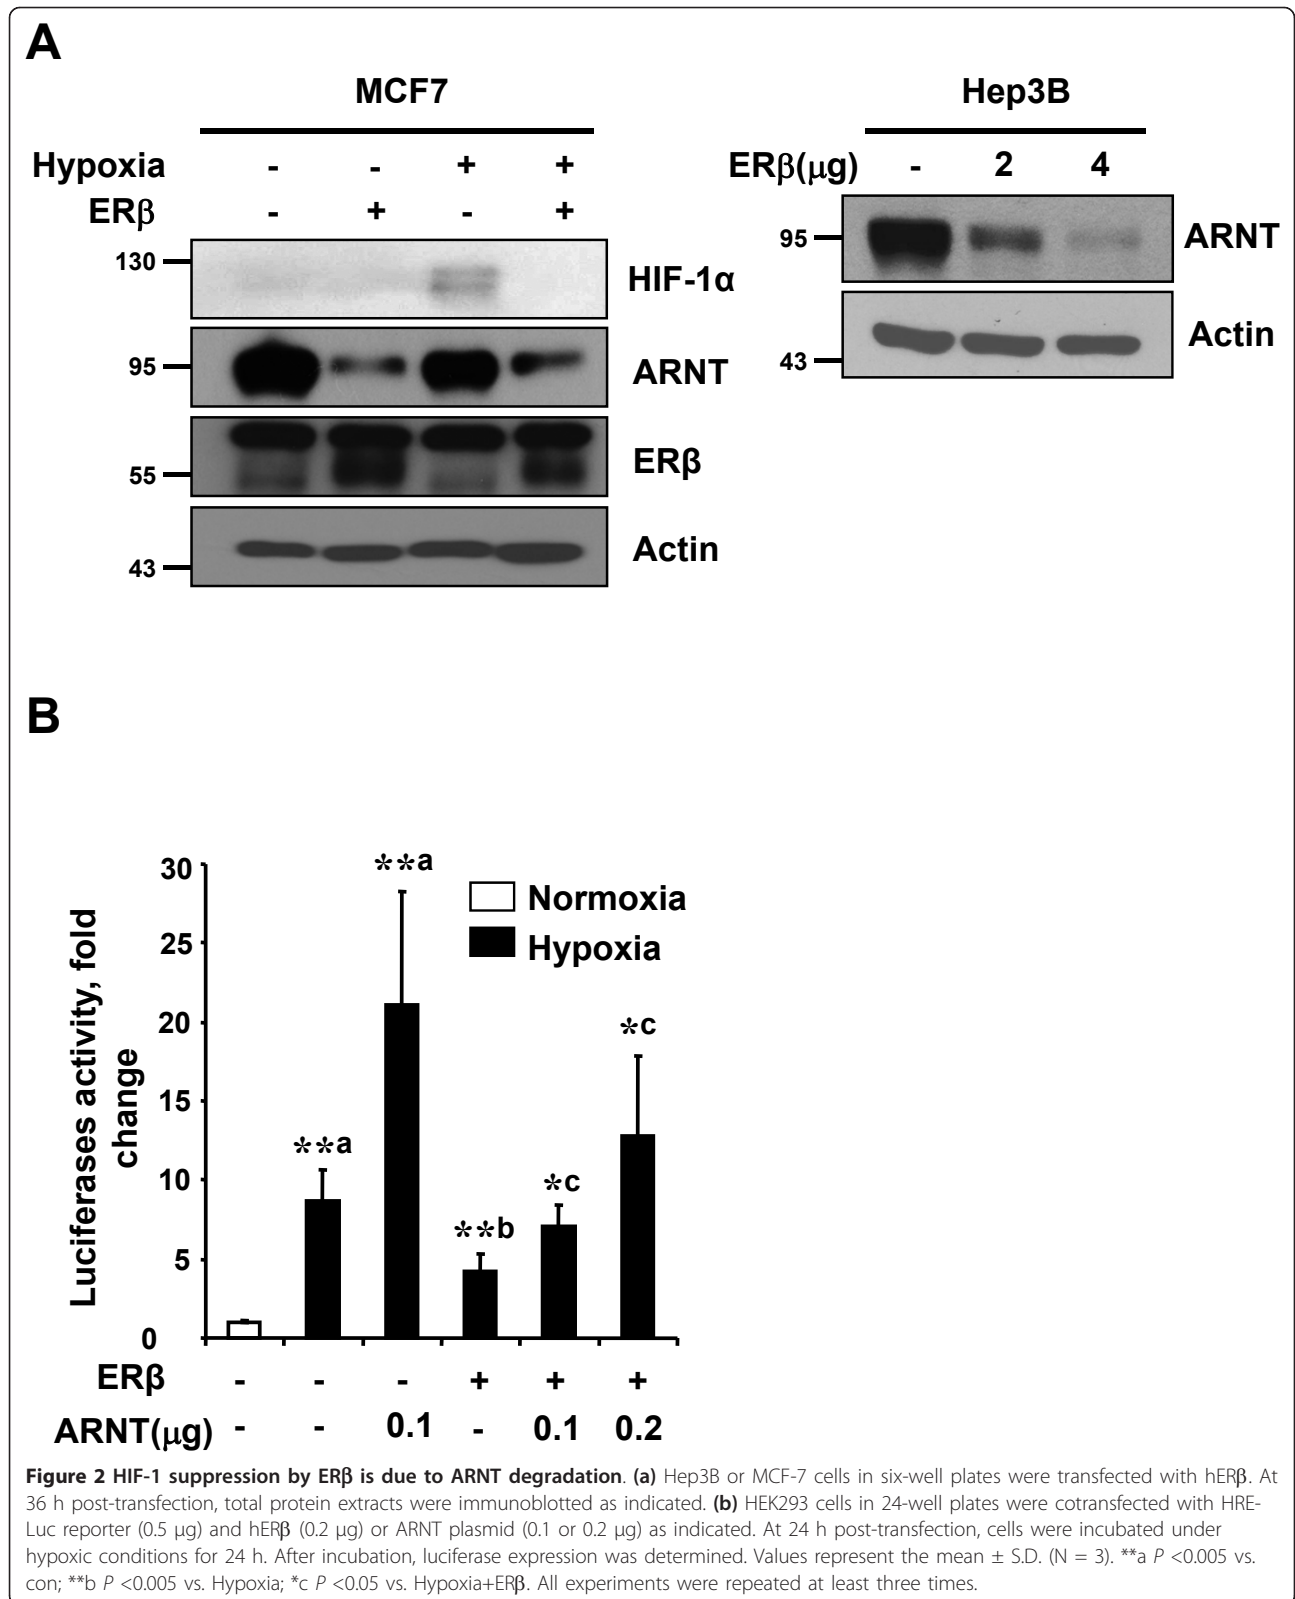 A
MCF7
Hypoxia - - + +
ERβ - + - +
130
HIF-1α
95
ARNT
55
ERβ
43
Actin
Hep3B
ERβ(μg) - 2 4
95
ARNT
43
Actin
B
Luciferases activity, fold
change
30
25
20
15
10
5
0
**a
**a
**b
*c
*c
Normoxia
Hypoxia
ERβ - - - + + +
ARNT(μg) - - 0.1 - 0.1 0.2
Figure 2 HIF-1 suppression by ERβ is due to ARNT degradation. (a) Hep3B or MCF-7 cells in six-well plates were transfected with hERβ. At
36 h post-transfection, total protein extracts were immunoblotted as indicated. (b) HEK293 cells in 24-well plates were cotransfected with HRE-
Luc reporter (0.5 μg) and hERβ (0.2 μg) or ARNT plasmid (0.1 or 0.2 μg) as indicated. At 24 h post-transfection, cells were incubated under
hypoxic conditions for 24 h. After incubation, luciferase expression was determined. Values represent the mean ± S.D. (N = 3). **a P <0.005 vs.
con; **b P <0.005 vs. Hypoxia; *c P <0.05 vs. Hypoxia+ERβ. All experiments were repeated at least three times.